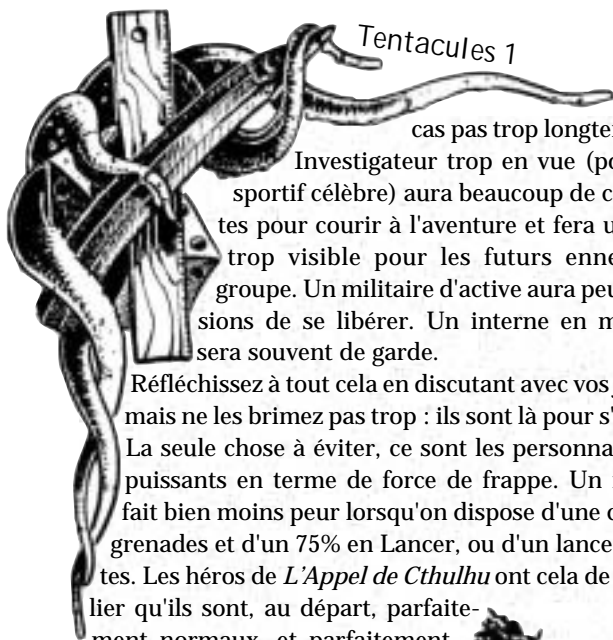 Tentacules 1
cas pas trop longte
Investigateur trop en vue (po
sportif célèbre) aura beaucoup de c
tes pour courir à l'aventure et fera u
trop visible pour les futurs enne
groupe. Un militaire d'active aura peu
sions de se libérer. Un interne en m
sera souvent de garde.
Réfléchissez à tout cela en discutant avec vos j
mais ne les brimez pas trop : ils sont là pour s'
La seule chose à éviter, ce sont les personna
puissants en terme de force de frappe. Un
fait bien moins peur lorsqu'on dispose d'une c
grenades et d'un 75% en Lancer, ou d'un lance
tes. Les héros de L'Appel de Cthulhu ont cela de
lier qu'ils sont, au départ, parfaite-
ment normaux, et parfaitement